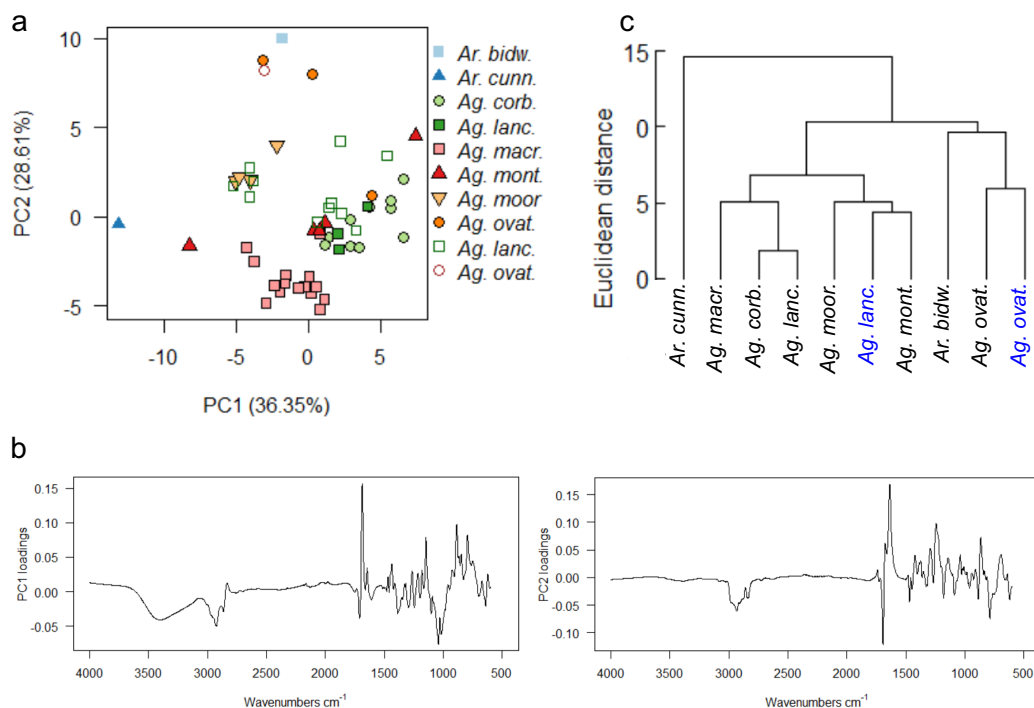 a
10
5
0
-5
PC2 (28.61%)
-10
-5
0
5
PC1 (36.35%)
Ar. bidw.
Ar. cunn.
Ag. corb.
Ag. lanc.
Ag. macr.
Ag. mont.
Ag. moor
Ag. ovat.
Ag. lanc.
Ag. ovat.
c
15
0
5
0
Euclidean distance
Ar. cunn.
Ag. macr.
Ag. corb.
Ag. lanc.
Ag. moor.
Ag. lanc.
Ag. mont.
Ar. bidw.
Ag. ovat.
Ag. ovat.
b
0.15
0.10
0.05
0.00
-0.05
PC1 loadings
4000
3000
2500
2000
1500
1000
500
Wavenumbers cm-1
0.15
0.10
0.05
0.00
-0.05
-0.10
PC2 loadings
4000
3000
2500
2000
1500
1000
500
Wavenumbers cm-1